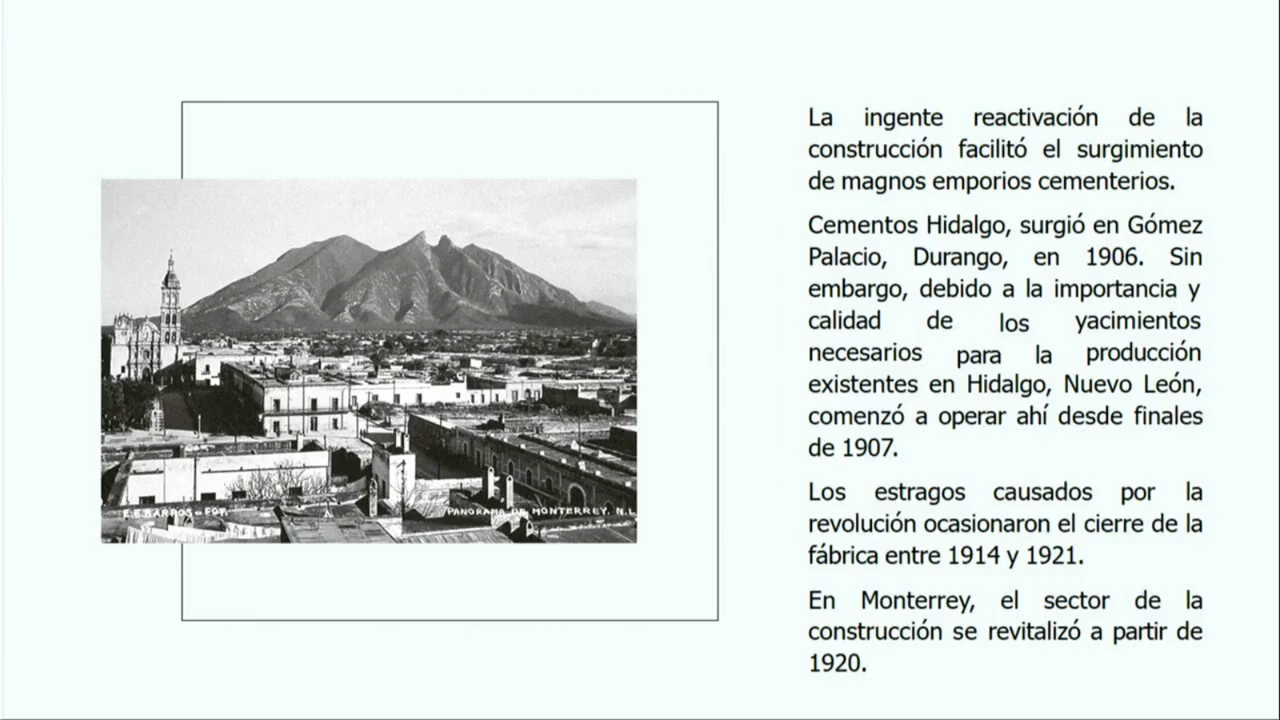 La ingente reactivación de la
construcción facilitó el surgimiento
de magnos emporios cementerios.
Cementos Hidalgo, surgió en Gómez
Palacio, Durango, en 1906. Sin
embargo, debido a la importancia y
calidad de los yacimientos
necesarios para la producción
existentes en Hidalgo, Nuevo León,
comenzó a operar ahí desde finales
de 1907.
Los estragos causados por la
revolución ocasionaron el cierre de la
fábrica entre 1914 y 1921.
En Monterrey, el sector de la
construcción se revitalizó a partir de
1920.
BARROS - FOT.
PANORAMA DE MONTERREY. N.L